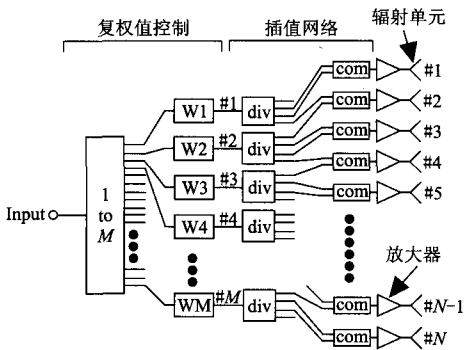 复权值控制 插值网络 辐射单元
com #1
W1 #1 div
com #2
W2 #2 div
com #3
W3 #3 div
com #4
com #5
Input 1 to M
W4 #4 div
放大器
WM #M div
com #N-1
com #N